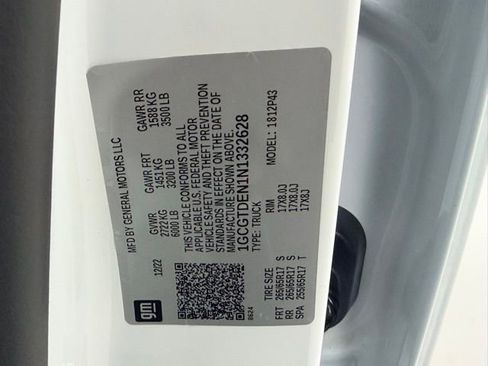 MFD BY GENERAL MOTORS LLC
12/22 GVWR GAWR FRT GAWR RR
2722 KG 1451 KG 1588 KG
6000 LB 3200 LB 3500 LB
THIS VEHICLE CONFORMS TO ALL
APPLICABLE U.S. FEDERAL MOTOR
VEHICLE SAFETY AND THEFT PREVENTION
STANDARDS IN EFFECT ON THE DATE OF
MANUFACTURE SHOWN ABOVE.
1GCGTDEN1N1332628
TYPE: TRUCK MODEL: 1812P43
TIRE SIZE RIM
FRT 265/65R17 S 17X8.0J
RR 265/65R17 S 17X8.0J
SPA 255/65R17 T 17X8J
gm
8624